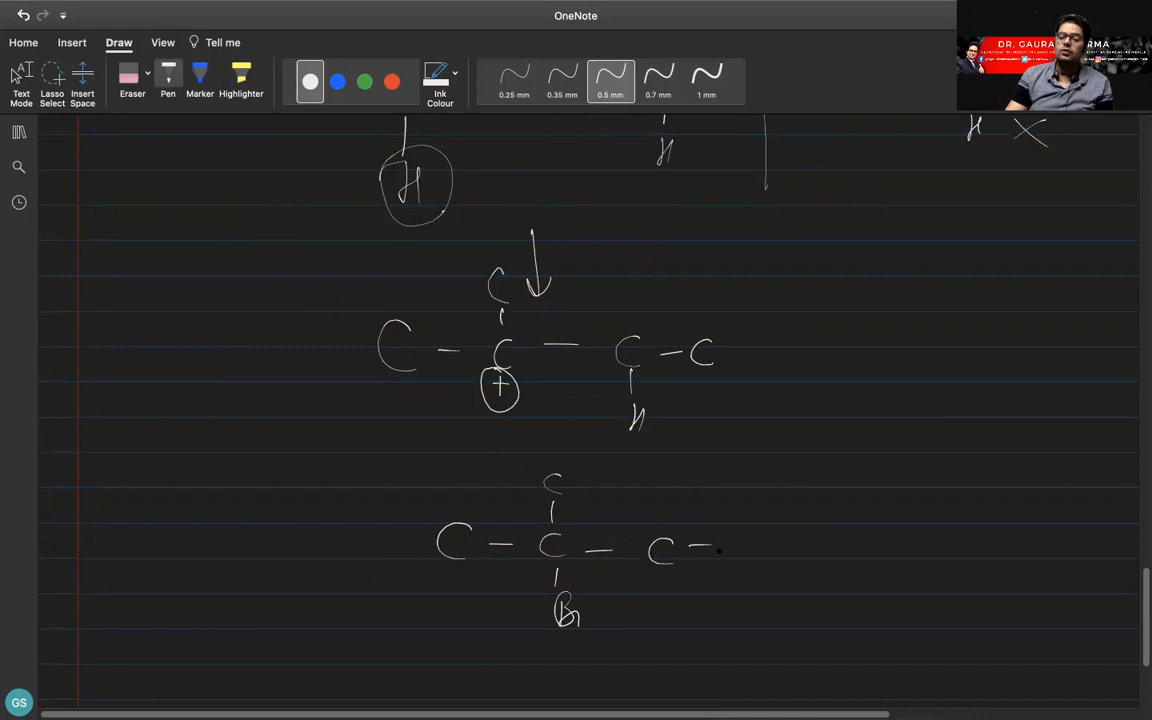 OneNote
Home Insert Draw View Tell me
Text Mode
Lasso Select
Insert Space
Eraser
Pen
Marker
Highlighter
Ink Colour
0.25 mm 0.35 mm 0.5 mm 0.7 mm 1 mm
H H X
H
C
C - C — C - C
+
H
C
C - C - C -
Br
GS